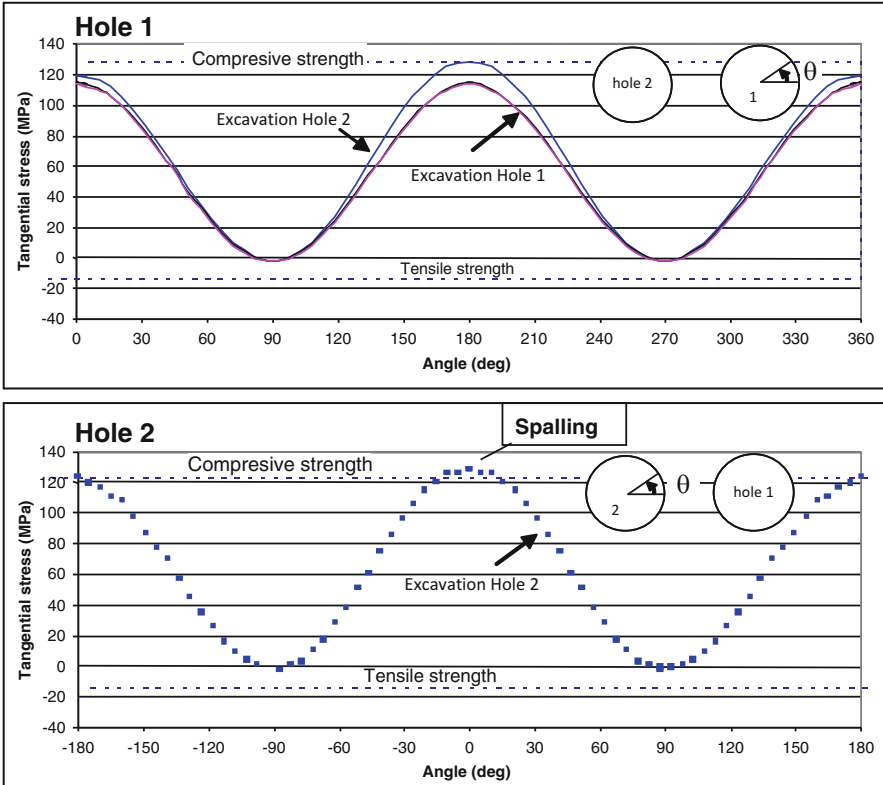 Hole 1
140
120
100
80
60
40
20
0
-20
-40
Tangential stress (MPa)
Compresive strength
hole 2
1
θ
Excavation Hole 2
Excavation Hole 1
Tensile strength
0 30 60 90 120 150 180 210 240 270 300 330 360
Angle (deg)
Hole 2
Spalling
140
120
100
80
60
40
20
0
-20
-40
Tangential stress (MPa)
Compresive strength
2
θ
hole 1
Excavation Hole 2
Tensile strength
-180 -150 -120 -90 -60 -30 0 30 60 90 120 150 180
Angle (deg)